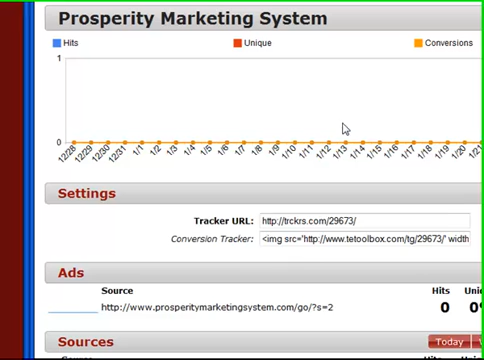 Prosperity Marketing System
Hits Unique Conversions
1
0
12/28 12/29 12/30 12/31 1/1 1/2 1/3 1/4 1/5 1/6 1/7 1/8 1/9 1/10 1/11 1/12 1/13 1/14 1/15 1/16 1/17 1/18 1/19 1/20 1/21
Settings
Tracker URL: http://trckrs.com/29673/
Conversion Tracker: <img src='http://www.tetoolbox.com/tg/29673/' width
Ads
Source Hits
http://www.prosperitymarketingsystem.com/go/?s=2 0
Sources Today